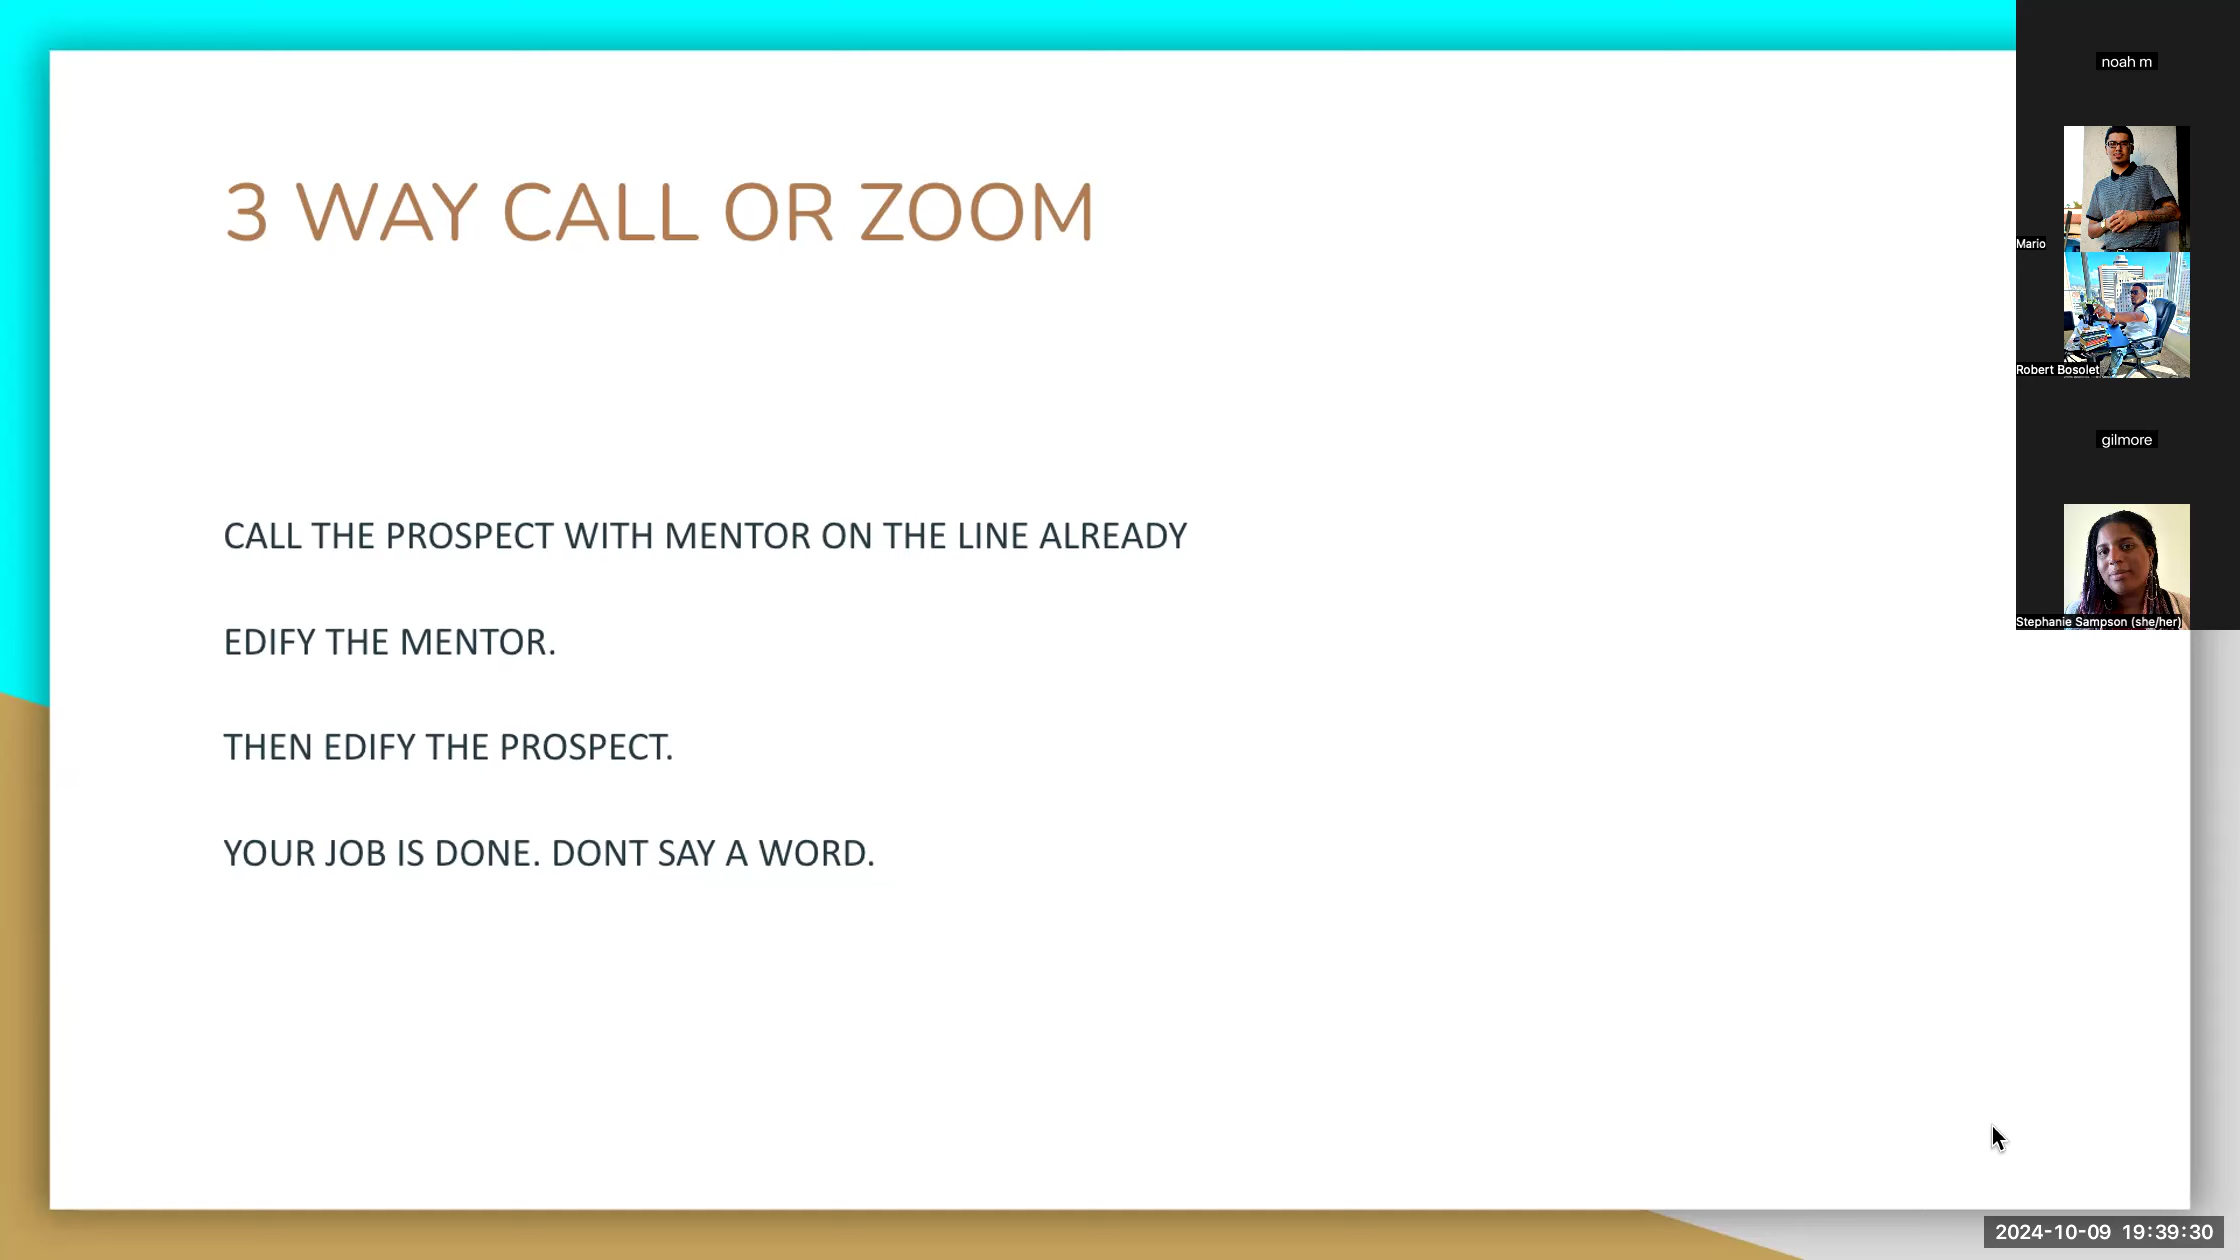 3 WAY CALL OR ZOOM
CALL THE PROSPECT WITH MENTOR ON THE LINE ALREADY
EDIFY THE MENTOR.
THEN EDIFY THE PROSPECT.
YOUR JOB IS DONE. DONT SAY A WORD.
noah m
Mario
Robert Bosolet
gilmore
Stephanie Sampson (she/her)
2024-10-09 19:39:30